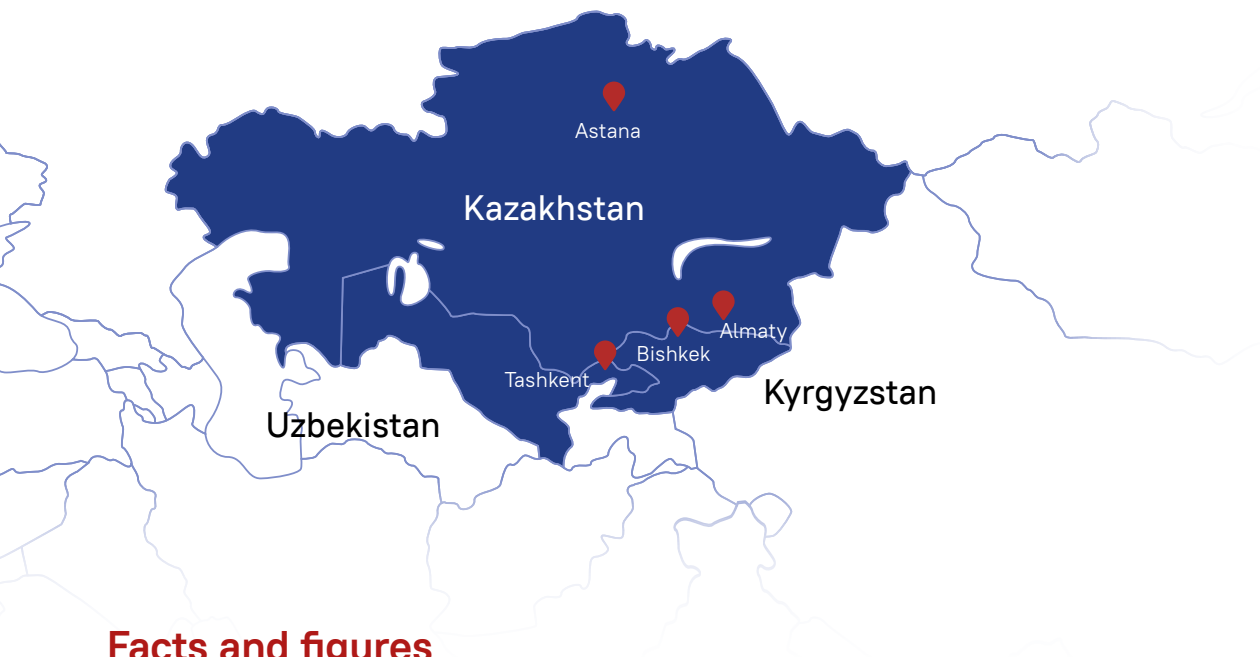 Astana
Kazakhstan
Almaty
Bishkek
Tashkent
Kyrgyzstan
Uzbekistan
Facts and figures